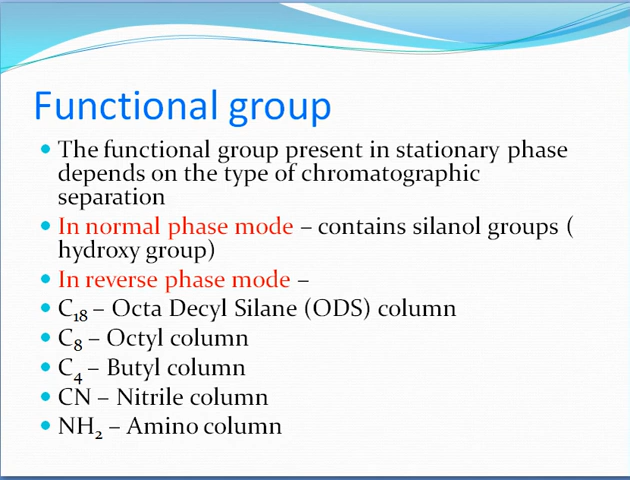 Functional group
• The functional group present in stationary phase
depends on the type of chromatographic
separation
• In normal phase mode – contains silanol groups (
hydroxy group)
• In reverse phase mode –
• C₁₈ – Octa Decyl Silane (ODS) column
• C₈ – Octyl column
• C₄ – Butyl column
• CN – Nitrile column
• NH₂ – Amino column